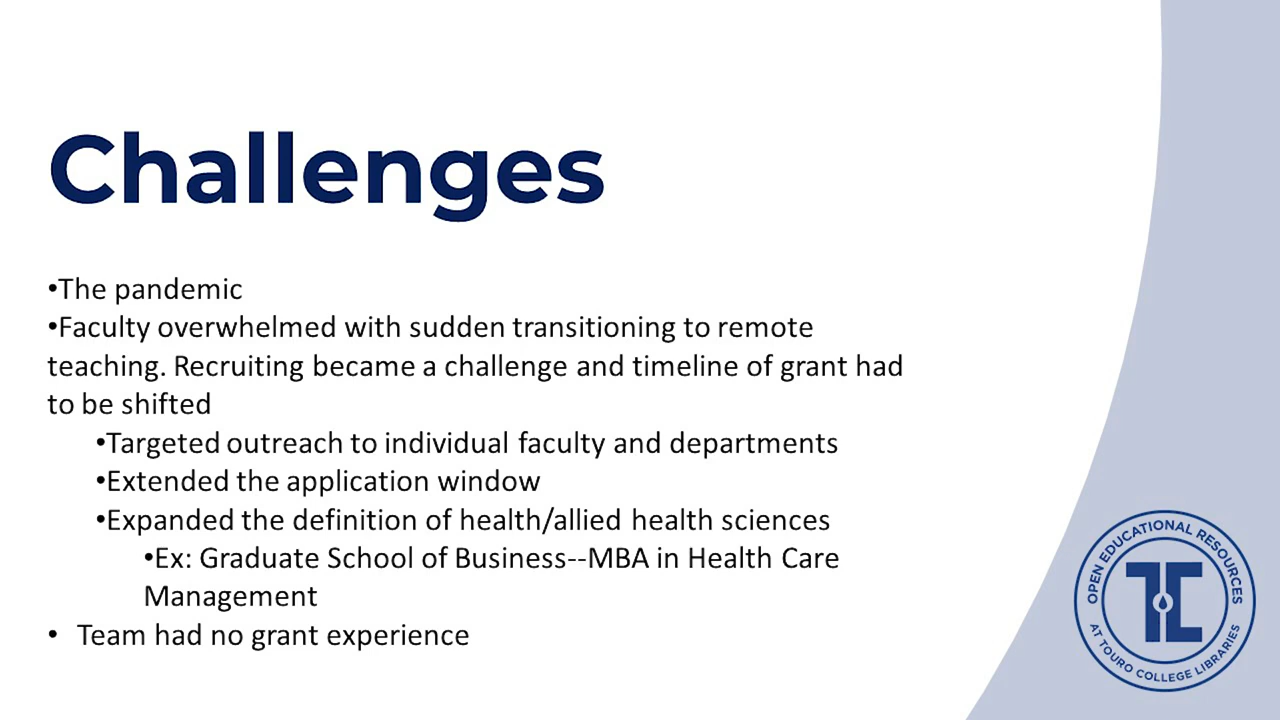 Challenges
•The pandemic
•Faculty overwhelmed with sudden transitioning to remote
teaching. Recruiting became a challenge and timeline of grant had
to be shifted
•Targeted outreach to individual faculty and departments
•Extended the application window
•Expanded the definition of health/allied health sciences
•Ex: Graduate School of Business--MBA in Health Care
Management
• Team had no grant experience
OPEN EDUCATIONAL RESOURCES
TC
AT TOURO COLLEGE LIBRARIES